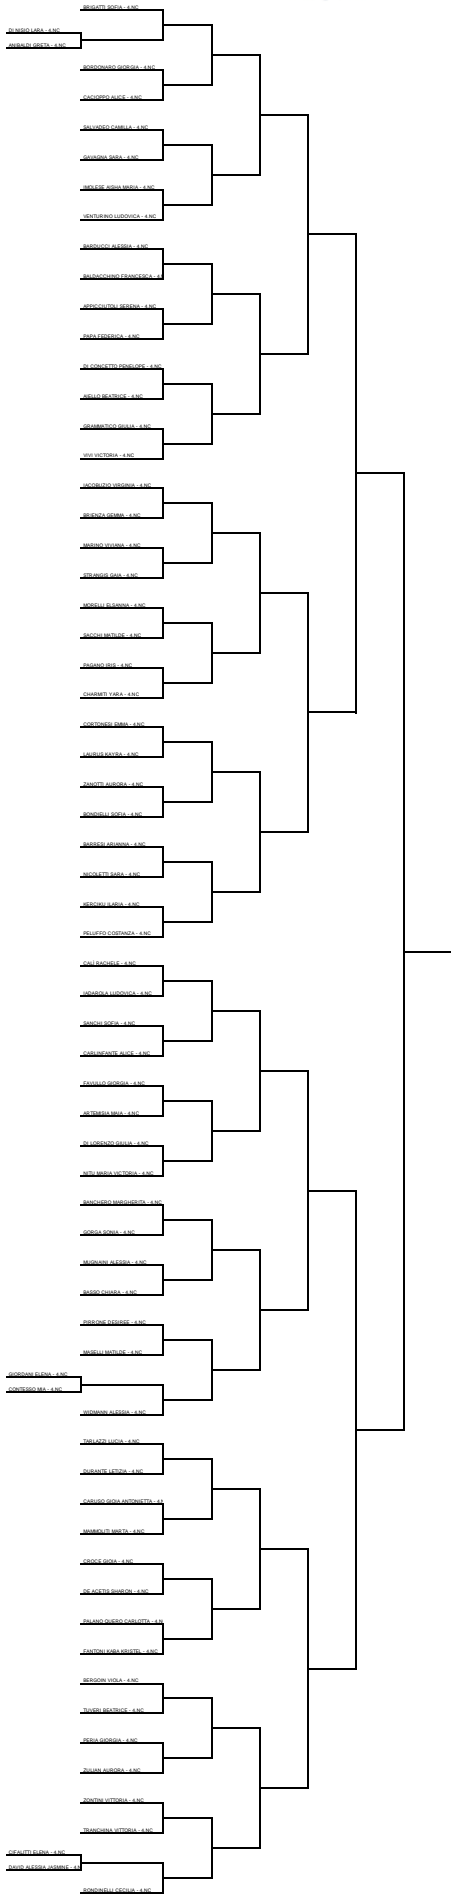 BRIGATTI SOFIA - 4.NC
DI NISIO LARA - 4.NC
ANIBALDI GRETA - 4.NC
BORDONARO GIORGIA - 4.NC
CACIOPPO ALICE - 4.NC
SALVADEO CAMILLA - 4.NC
GAVAGNA SARA - 4.NC
IMOLESE AISHA MARIA - 4.NC
VENTURINO LUDOVICA - 4.NC
BARDUCCI ALESSIA - 4.NC
BALDACCHINO FRANCESCA - 4.N
APPICCIUTOLI SERENA - 4.NC
PAPA FEDERICA - 4.NC
DI CONCETTO PENELOPE - 4.NC
AIELLO BEATRICE - 4.NC
GRAMMATICO GIULIA - 4.NC
VIVI VICTORIA - 4.NC
IACOBUZIO VIRGINIA - 4.NC
BRIENZA GEMMA - 4.NC
MARINO VIVIANA - 4.NC
STRANGIS GAIA - 4.NC
MORELLI ELSANNA - 4.NC
SACCHI MATILDE - 4.NC
PAGANO IRIS - 4.NC
CHARMITI YARA - 4.NC
CORTONESI EMMA - 4.NC
LAURUS KAYRA - 4.NC
ZANOTTI AURORA - 4.NC
BONDIELLI SOFIA - 4.NC
BARRESI ARIANNA - 4.NC
NICOLETTI SARA - 4.NC
KERCIKU ILARIA - 4.NC
PELUFFO COSTANZA - 4.NC
CALÌ RACHELE - 4.NC
IADAROLA LUDOVICA - 4.NC
SANCHI SOFIA - 4.NC
CARLINFANTE ALICE - 4.NC
FAVULLO GIORGIA - 4.NC
ARTEMISIA MAIA - 4.NC
DI LORENZO GIULIA - 4.NC
NITU MARIA VICTORIA - 4.NC
BANCHERO MARGHERITA - 4.NC
GORGA SONIA - 4.NC
MUGNAINI ALESSIA - 4.NC
BASSO CHIARA - 4.NC
PIRRONE DESIREE - 4.NC
MASELLI MATILDE - 4.NC
GIORDANI ELENA - 4.NC
CONTESSO MIA - 4.NC
WIDMANN ALESSIA - 4.NC
TARLAZZI LUCIA - 4.NC
DURANTE LETIZIA - 4.NC
CARUSO GIOIA ANTONIETTA - 4.N
MAMMOLITI MARTA - 4.NC
CROCE GIOIA - 4.NC
DE ACETIS SHARON - 4.NC
PALANO QUERO CARLOTTA - 4.N
FANTONI KABA KRISTEL - 4.NC
BERGOIN VIOLA - 4.NC
TUVERI BEATRICE - 4.NC
PERIA GIORGIA - 4.NC
ZULIAN AURORA - 4.NC
ZONTINI VITTORIA - 4.NC
TRANCHINA VITTORIA - 4.NC
CIFALITTI ELENA - 4.NC
DAVID ALESSIA JASMINE - 4.N
RONDINELLI CECILIA - 4.NC